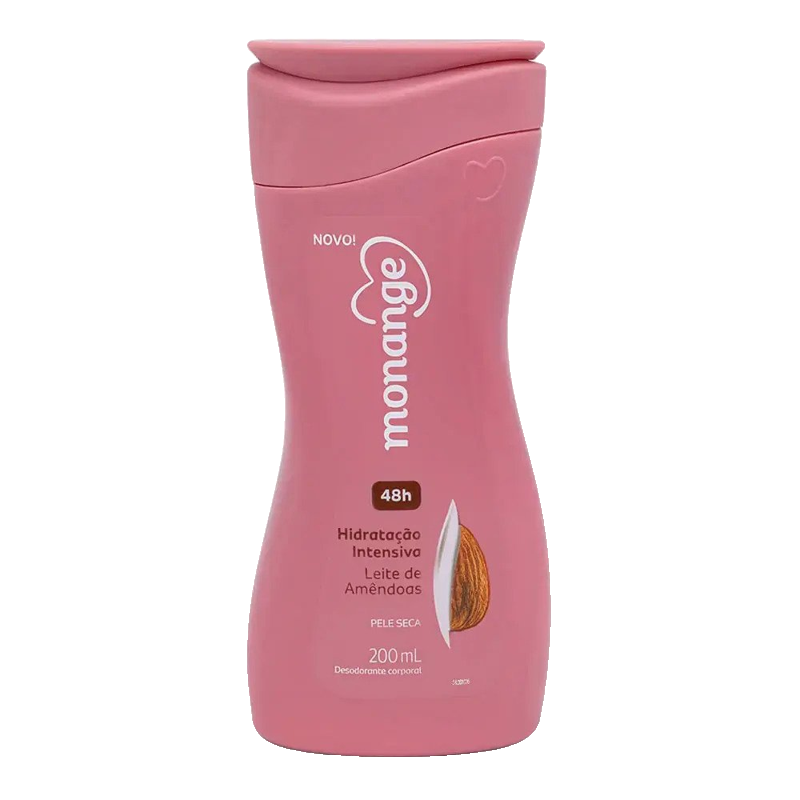 NOVO!
monange
48h
Hidratação
Intensiva
Leite de
Amêndoas
PELE SECA
200 mL
Desodorante corporal